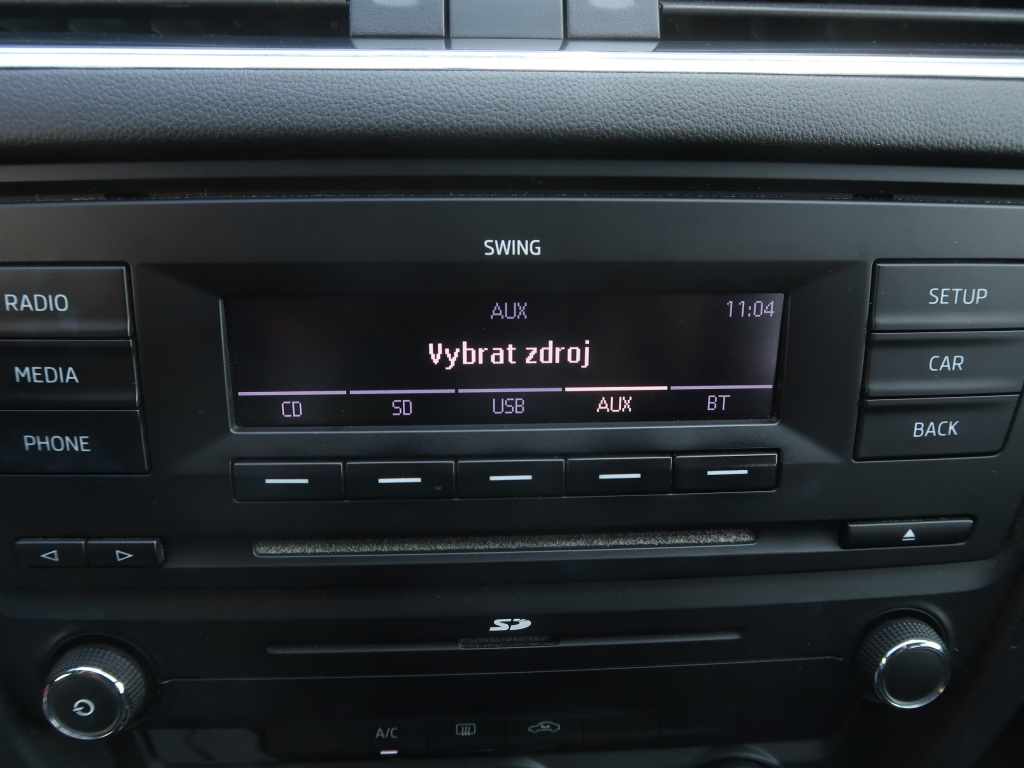 SWING
RADIO
MEDIA
PHONE
AUX 11:04
Vybrat zdroj
CD SD USB AUX BT
SETUP
CAR
BACK
SD
A/C